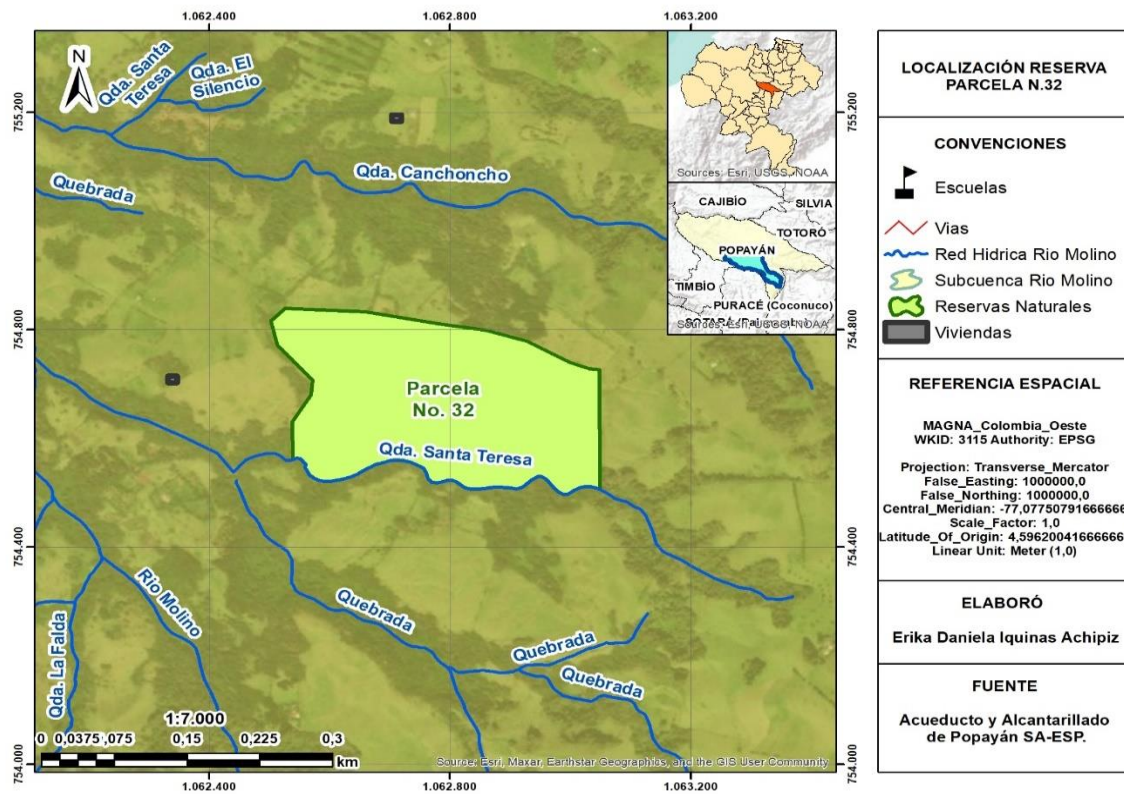 1.062.400 1.062.800 1.063.200
755.200 755.200
754.800 754.800
754.400 754.400
754.000 754.000
1.062.400 1.062.800 1.063.200
N
Qda. Santa
Teresa
Qda. El
Silencio
Quebrada
Qda. Canchoncho
Parcela
No. 32
Qda. Santa Teresa
Quebrada
Quebrada
Quebrada
Rio Molino
Qda. La Falda
1:7.000
0 0,0375 ,075 0,15 0,225 0,3
km
Source: Esri, Maxar, Earthstar Geographics, and the GIS User Community
Sources: Esri, USGS, NOAA
CAJIBÍO
SILVIA
TOTORÓ
POPAYÁN
TIMBÍO
PURACÉ (Coconuco)
Sources: Esri, USGS, NOAA
LOCALIZACIÓN RESERVA
PARCELA N.32
CONVENCIONES
Escuelas
Vias
Red Hidrica Rio Molino
Subcuenca Rio Molino
Reservas Naturales
Viviendas
REFERENCIA ESPACIAL
MAGNA_Colombia_Oeste
WKID: 3115 Authority: EPSG
Projection: Transverse_Mercator
False_Easting: 1000000,0
False_Northing: 1000000,0
Central_Meridian: -77,07750791666666
Scale_Factor: 1,0
Latitude_Of_Origin: 4,59620041666666
Linear Unit: Meter (1,0)
ELABORÓ
Erika Daniela Iquinas Achipiz
FUENTE
Acueducto y Alcantarillado
de Popayán SA-ESP.